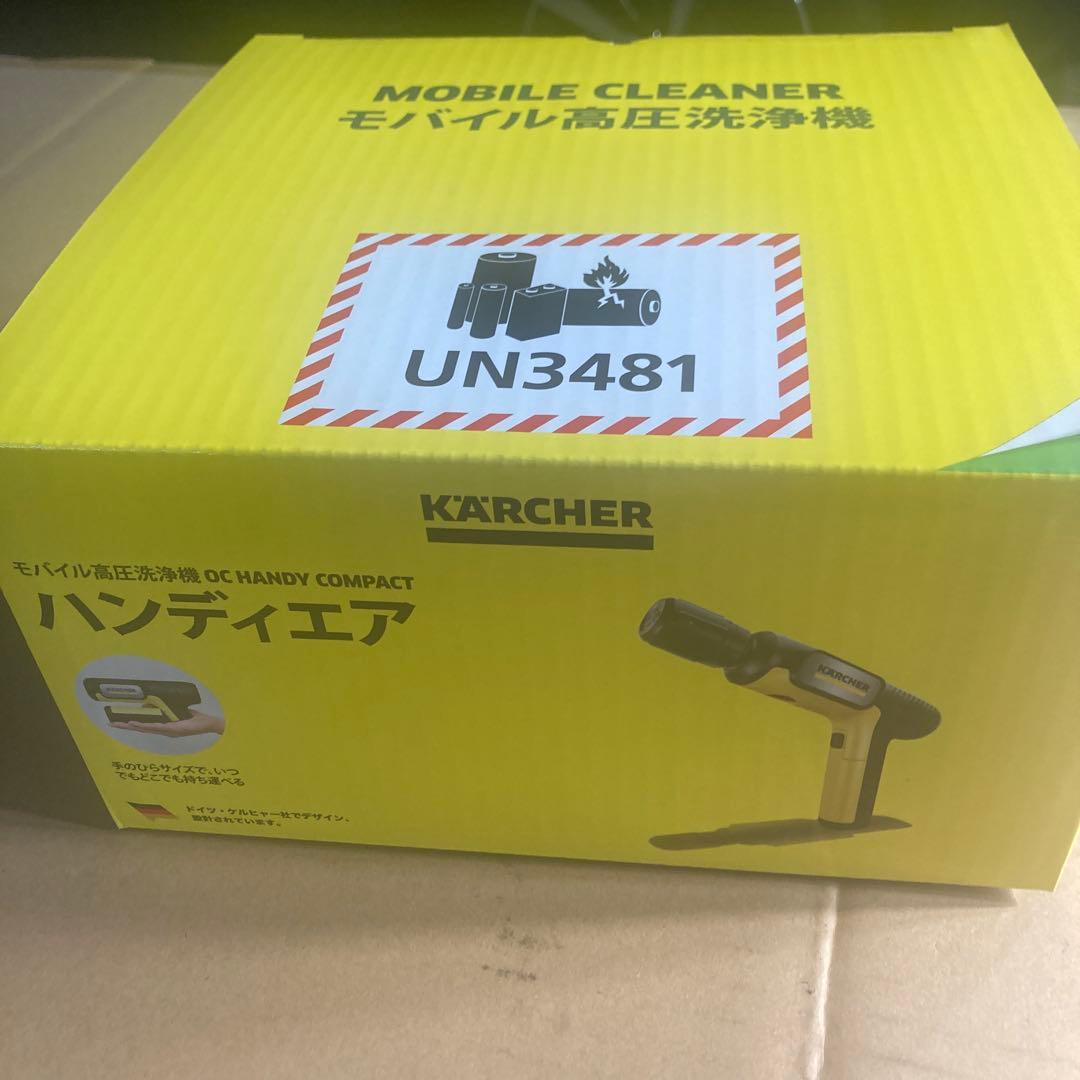 MOBILE CLEANER
モバイル高圧洗浄機
UN3481
KÄRCHER
モバイル高圧洗浄機 OC HANDY COMPACT
ハンディエア
KÄRCHER
KÄRCHER
手のひらサイズで、いつ
でもどこでも持ち運べる
ドイツ・ケルヒャー社でデザイン、
設計されています。